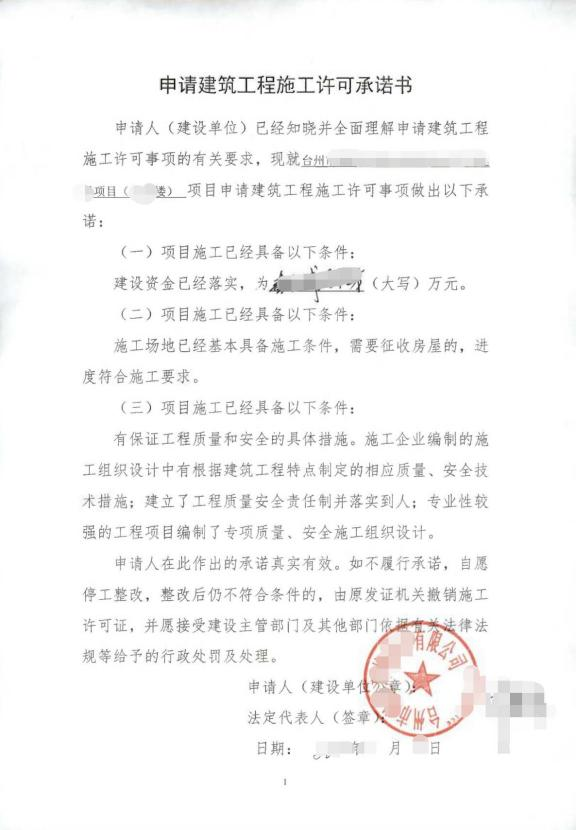 申请建筑工程施工许可承诺书
申请人（建设单位）已经知晓并全面理解申请建筑工程
施工许可事项的有关要求，现就台州市
项目（楼）项目申请建筑工程施工许可事项做出以下承
诺：
（一）项目施工已经具备以下条件：
建设资金已经落实，为（大写）万元。
（二）项目施工已经具备以下条件：
施工场地已经基本具备施工条件，需要征收房屋的，进
度符合施工要求。
（三）项目施工已经具备以下条件：
有保证工程质量和安全的具体措施。施工企业编制的施
工组织设计中有根据建筑工程特点制定的相应质量、安全技
术措施；建立了工程质量安全责任制并落实到人；专业性较
强的工程项目编制了专项质量、安全施工组织设计。
申请人在此作出的承诺真实有效。如不履行承诺，自愿
停工整改，整改后仍不符合条件的，由原发证机关撤销施工
许可证，并愿接受建设主管部门及其他部门依据有关法律法
规等给予的行政处罚及处理。
申请人（建设单位公章）：
法定代表人（签章）：
日期：年月日
台州市有限公司
1